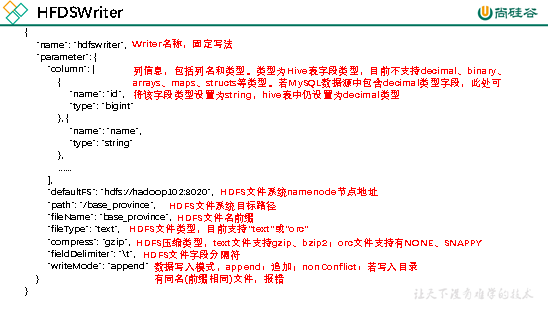 HFDSWriter
尚硅谷
{
"name": "hdfswriter", Writer名称，固定写法
"parameter": {
"column": [ 列信息，包括列名和类型。类型为Hive表字段类型，目前不支持decimal、binary、
{ arrays、maps、structs等类型。若MySQL数据源中包含decimal类型字段，此处可
"name": "id", 将该字段类型设置为string，hive表中仍设置为decimal类型
"type": "bigint"
}, {
"name": "name",
"type": "string"
},
......
],
"defaultFS": "hdfs://hadoop102:8020", HDFS文件系统namenode节点地址
"path": "/base_province", HDFS文件系统目标路径
"fileName": "base_province", HDFS文件名前缀
"fileType": "text", HDFS文件类型，目前支持"text"或"orc"
"compress": "gzip", HDFS压缩类型，text文件支持gzip、bzip2；orc文件支持有NONE、SNAPPY
"fieldDelimiter": "\t", HDFS文件字段分隔符
"writeMode": "append" 数据写入模式，append：追加；nonConflict：若写入目录
} 有同名(前缀相同)文件，报错
}
让天下没有难学的技术